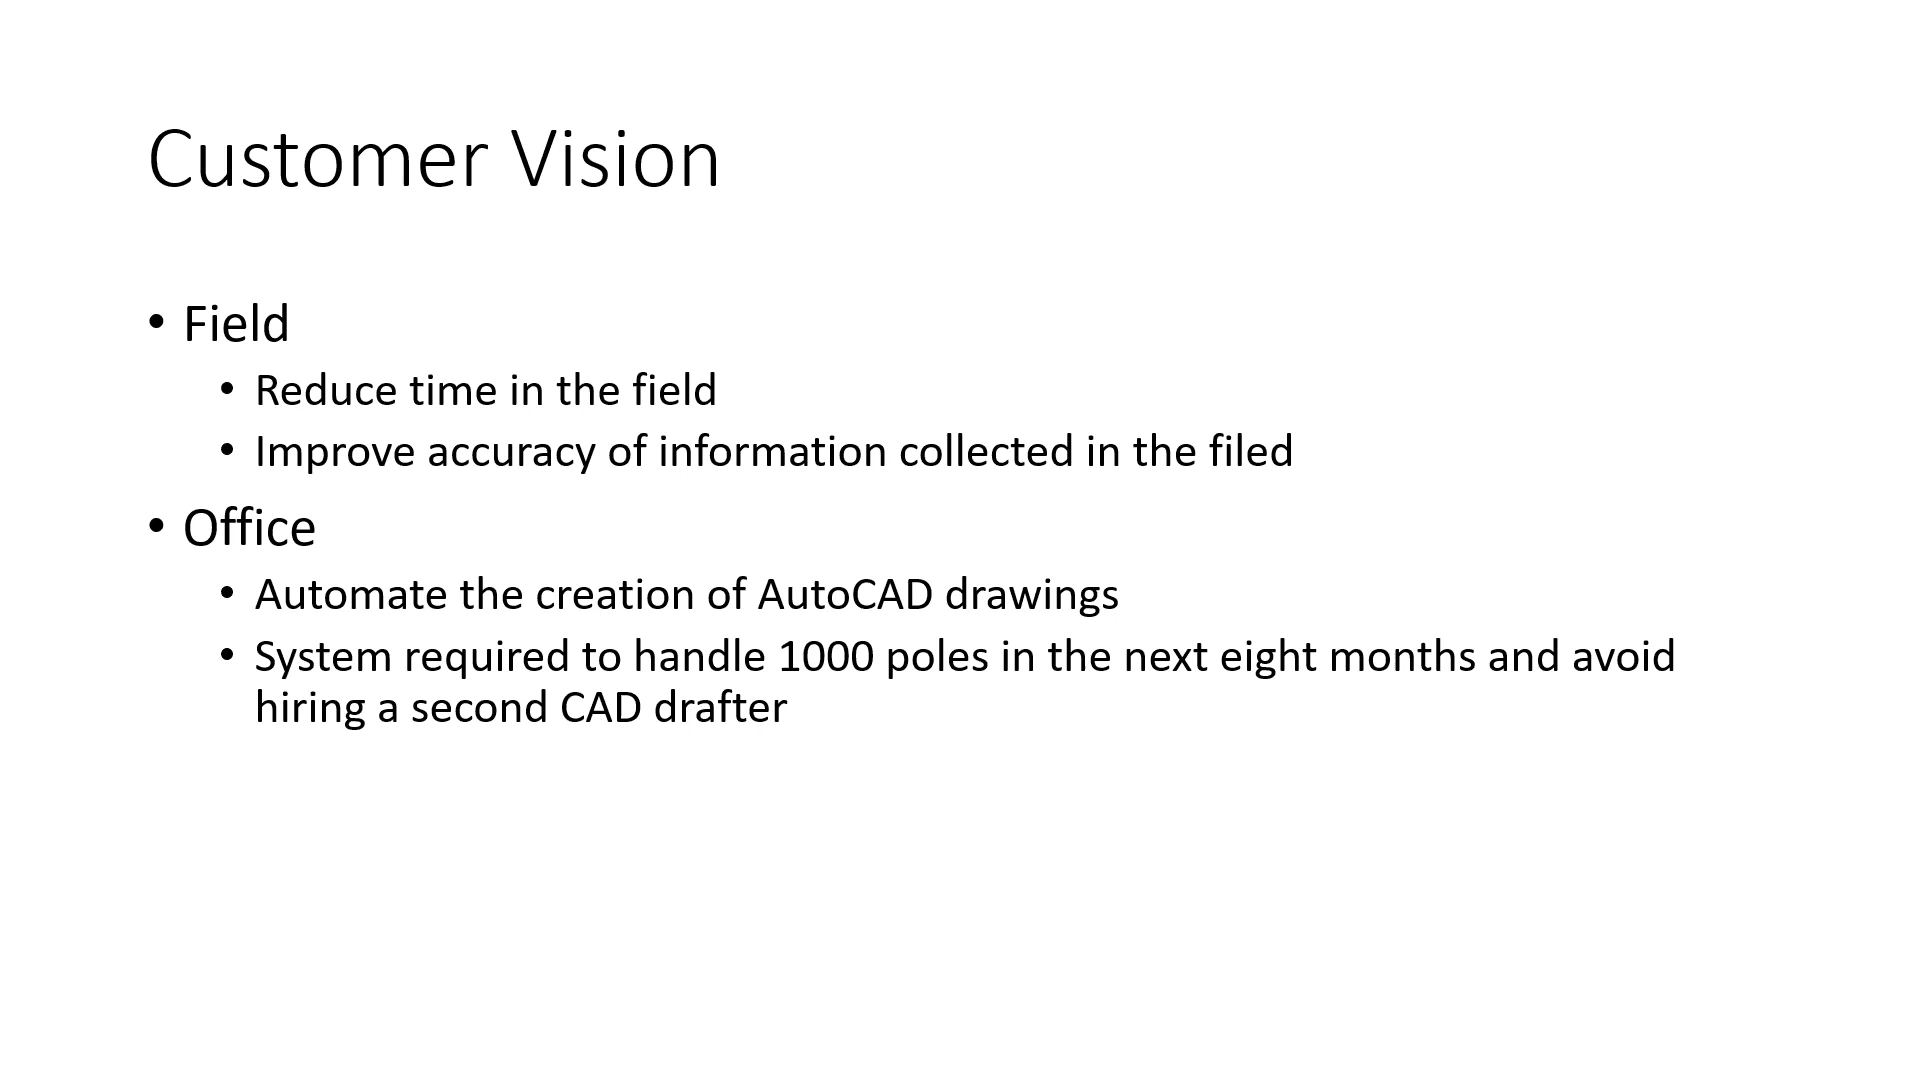 Customer Vision
• Field
• Reduce time in the field
• Improve accuracy of information collected in the filed
• Office
• Automate the creation of AutoCAD drawings
• System required to handle 1000 poles in the next eight months and avoid
hiring a second CAD drafter